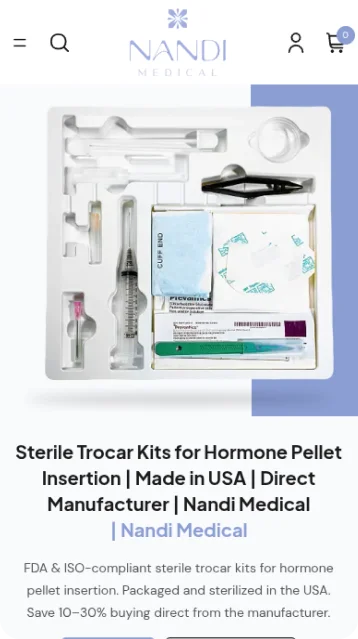 NANDI
MEDICAL
0
CUFF END
Prevantics
Prevantics
Sterile Trocar Kits for Hormone Pellet
Insertion | Made in USA | Direct
Manufacturer | Nandi Medical
| Nandi Medical
FDA & ISO-compliant sterile trocar kits for hormone
pellet insertion. Packaged and sterilized in the USA.
Save 10–30% buying direct from the manufacturer.